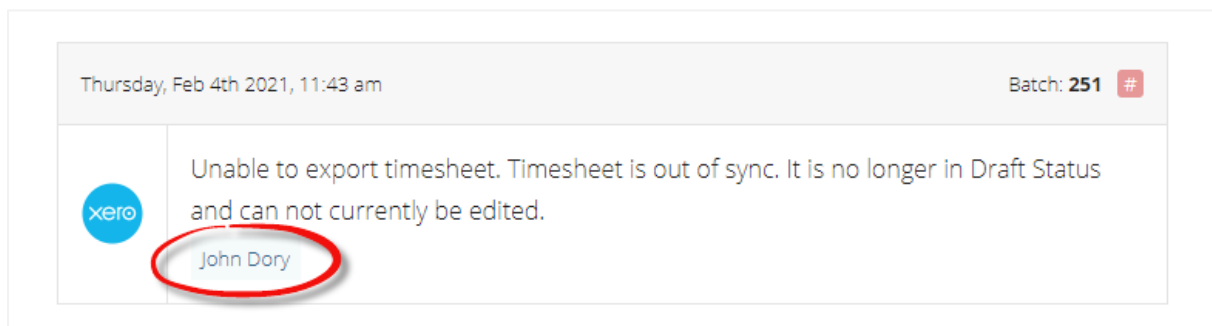 Thursday, Feb 4th 2021, 11:43 am
Batch: 251 #
Unable to export timesheet. Timesheet is out of sync. It is no longer in Draft Status
and can not currently be edited.
xero
John Dory